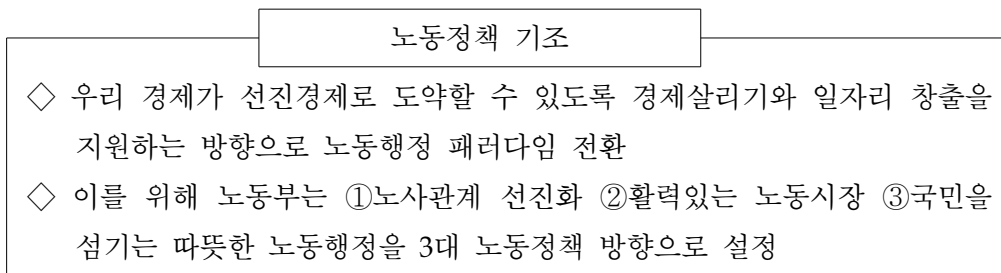 노동정책 기조
◇ 우리 경제가 선진경제로 도약할 수 있도록 경제살리기와 일자리 창출을
지원하는 방향으로 노동행정 패러다임 전환
◇ 이를 위해 노동부는 ①노사관계 선진화 ②활력있는 노동시장 ③국민을
섬기는 따뜻한 노동행정을 3대 노동정책 방향으로 설정